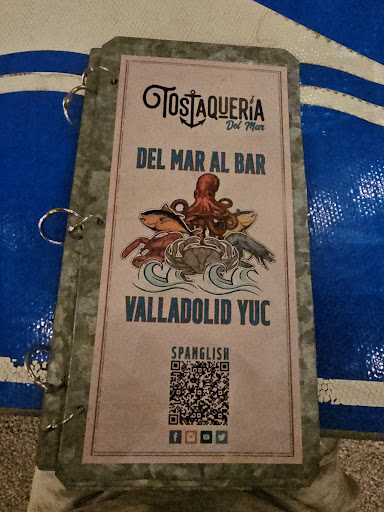 TOSTAQUERÍA
Del Mar
DEL MAR AL BAR
VALLADOLID YUC
SPANGLISH